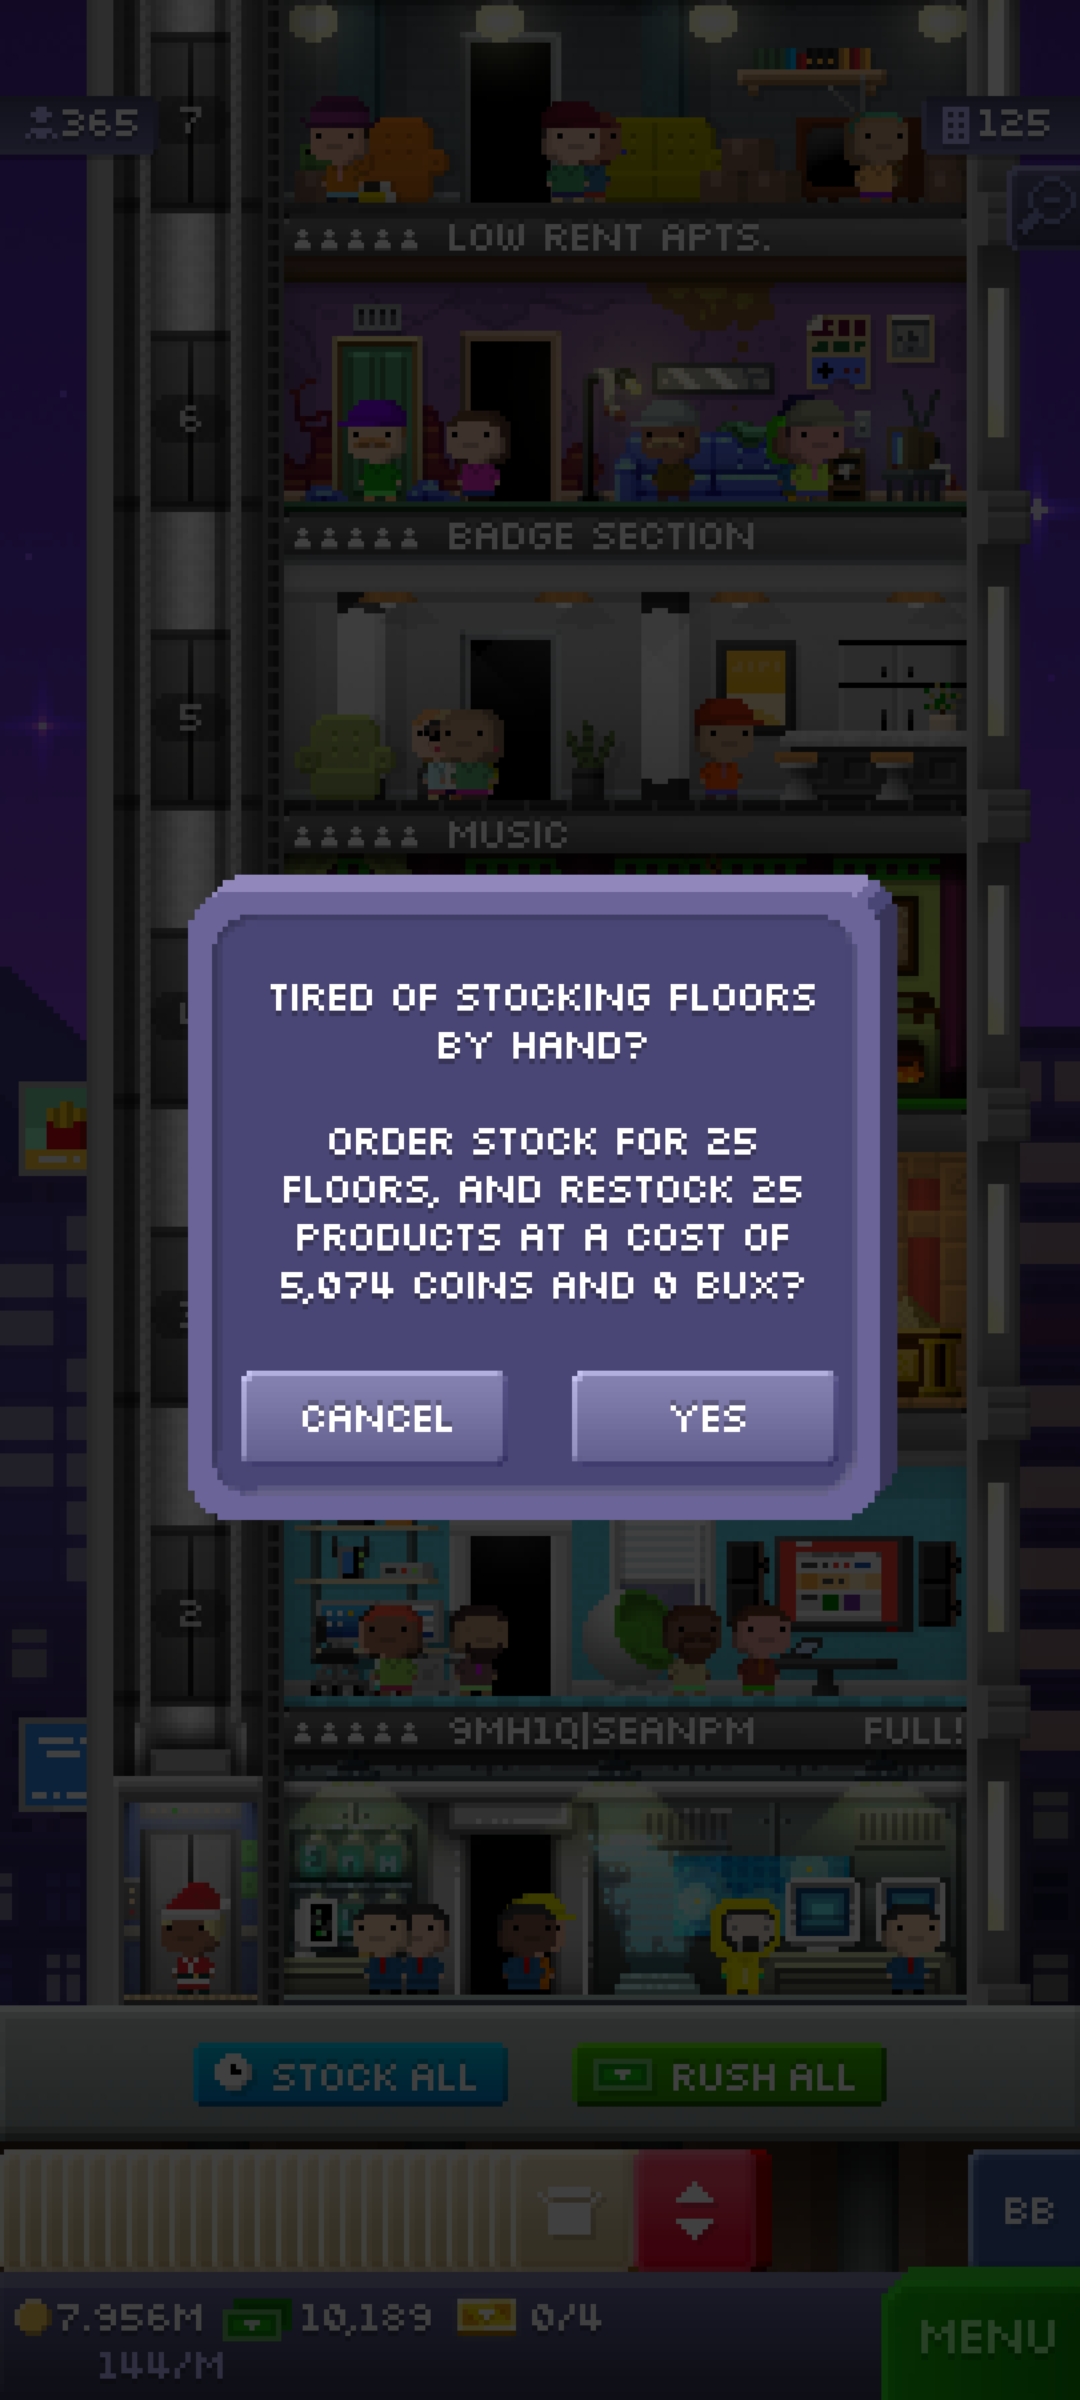 365
7
125
LOW RENT APTS.
6
BADGE SECTION
5
MUSIC
TIRED OF STOCKING FLOORS
BY HAND?
ORDER STOCK FOR 25
FLOORS, AND RESTOCK 25
PRODUCTS AT A COST OF
5,074 COINS AND 0 BUX?
CANCEL
YES
2
9MH1Q|SEANPM
FULL!
STOCK ALL
RUSH ALL
BB
7.956M
10,189
0/4
144/M
MENU